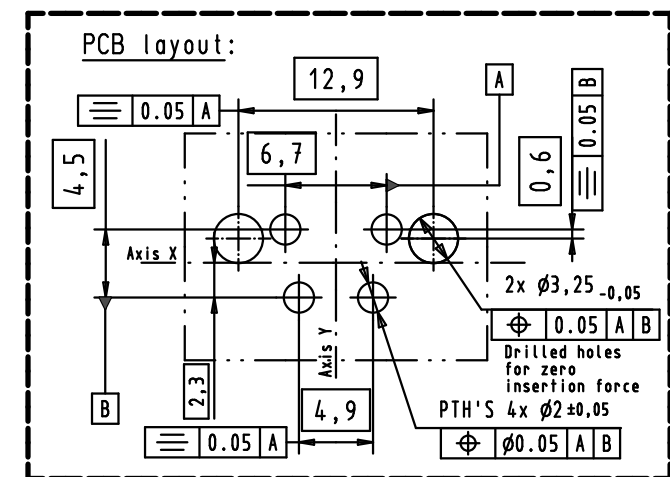 PCB layout:
12,9
A
0.05 A
0.05 B
4,5
6,7
0,6
Axis X
2x Ø3,25 -0,05
0.05 A B
Drilled holes
for zero
insertion force
Axis Y
2,3
B
4,9
PTH'S 4x Ø2 ±0,05
0.05 A
Ø0.05 A B